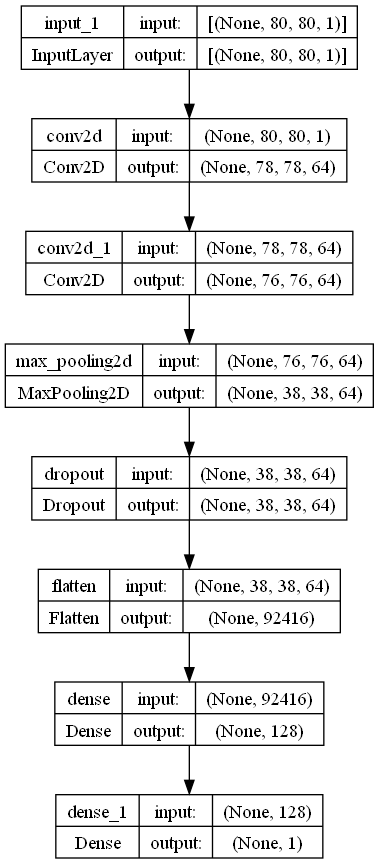 input_1 input: [(None, 80, 80, 1)]
InputLayer output: [(None, 80, 80, 1)]
conv2d input: (None, 80, 80, 1)
Conv2D output: (None, 78, 78, 64)
conv2d_1 input: (None, 78, 78, 64)
Conv2D output: (None, 76, 76, 64)
max_pooling2d input: (None, 76, 76, 64)
MaxPooling2D output: (None, 38, 38, 64)
dropout input: (None, 38, 38, 64)
Dropout output: (None, 38, 38, 64)
flatten input: (None, 38, 38, 64)
Flatten output: (None, 92416)
dense input: (None, 92416)
Dense output: (None, 128)
dense_1 input: (None, 128)
Dense output: (None, 1)